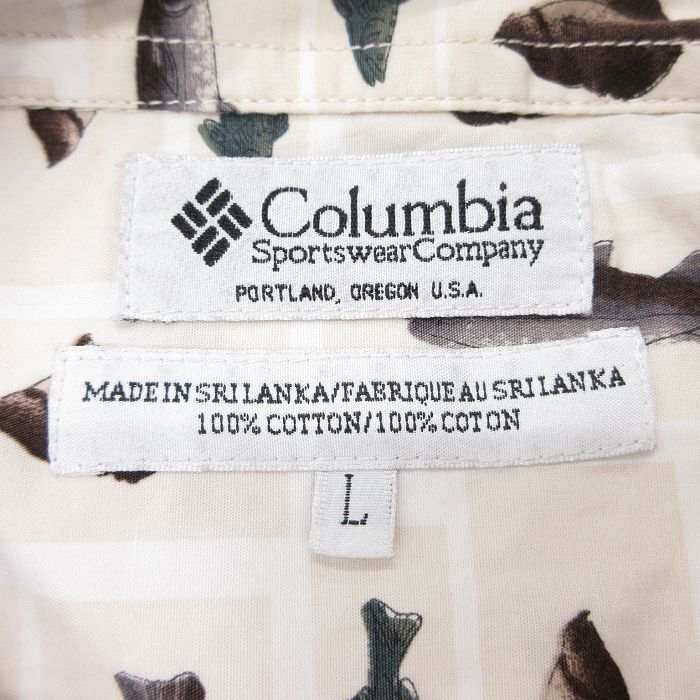 Columbia
SportswearCompany
PORTLAND, OREGON U.S.A.
MADE IN SRI LANKA/FABRIQUE AU SRI LANKA
100% COTTON/100% COTON
L